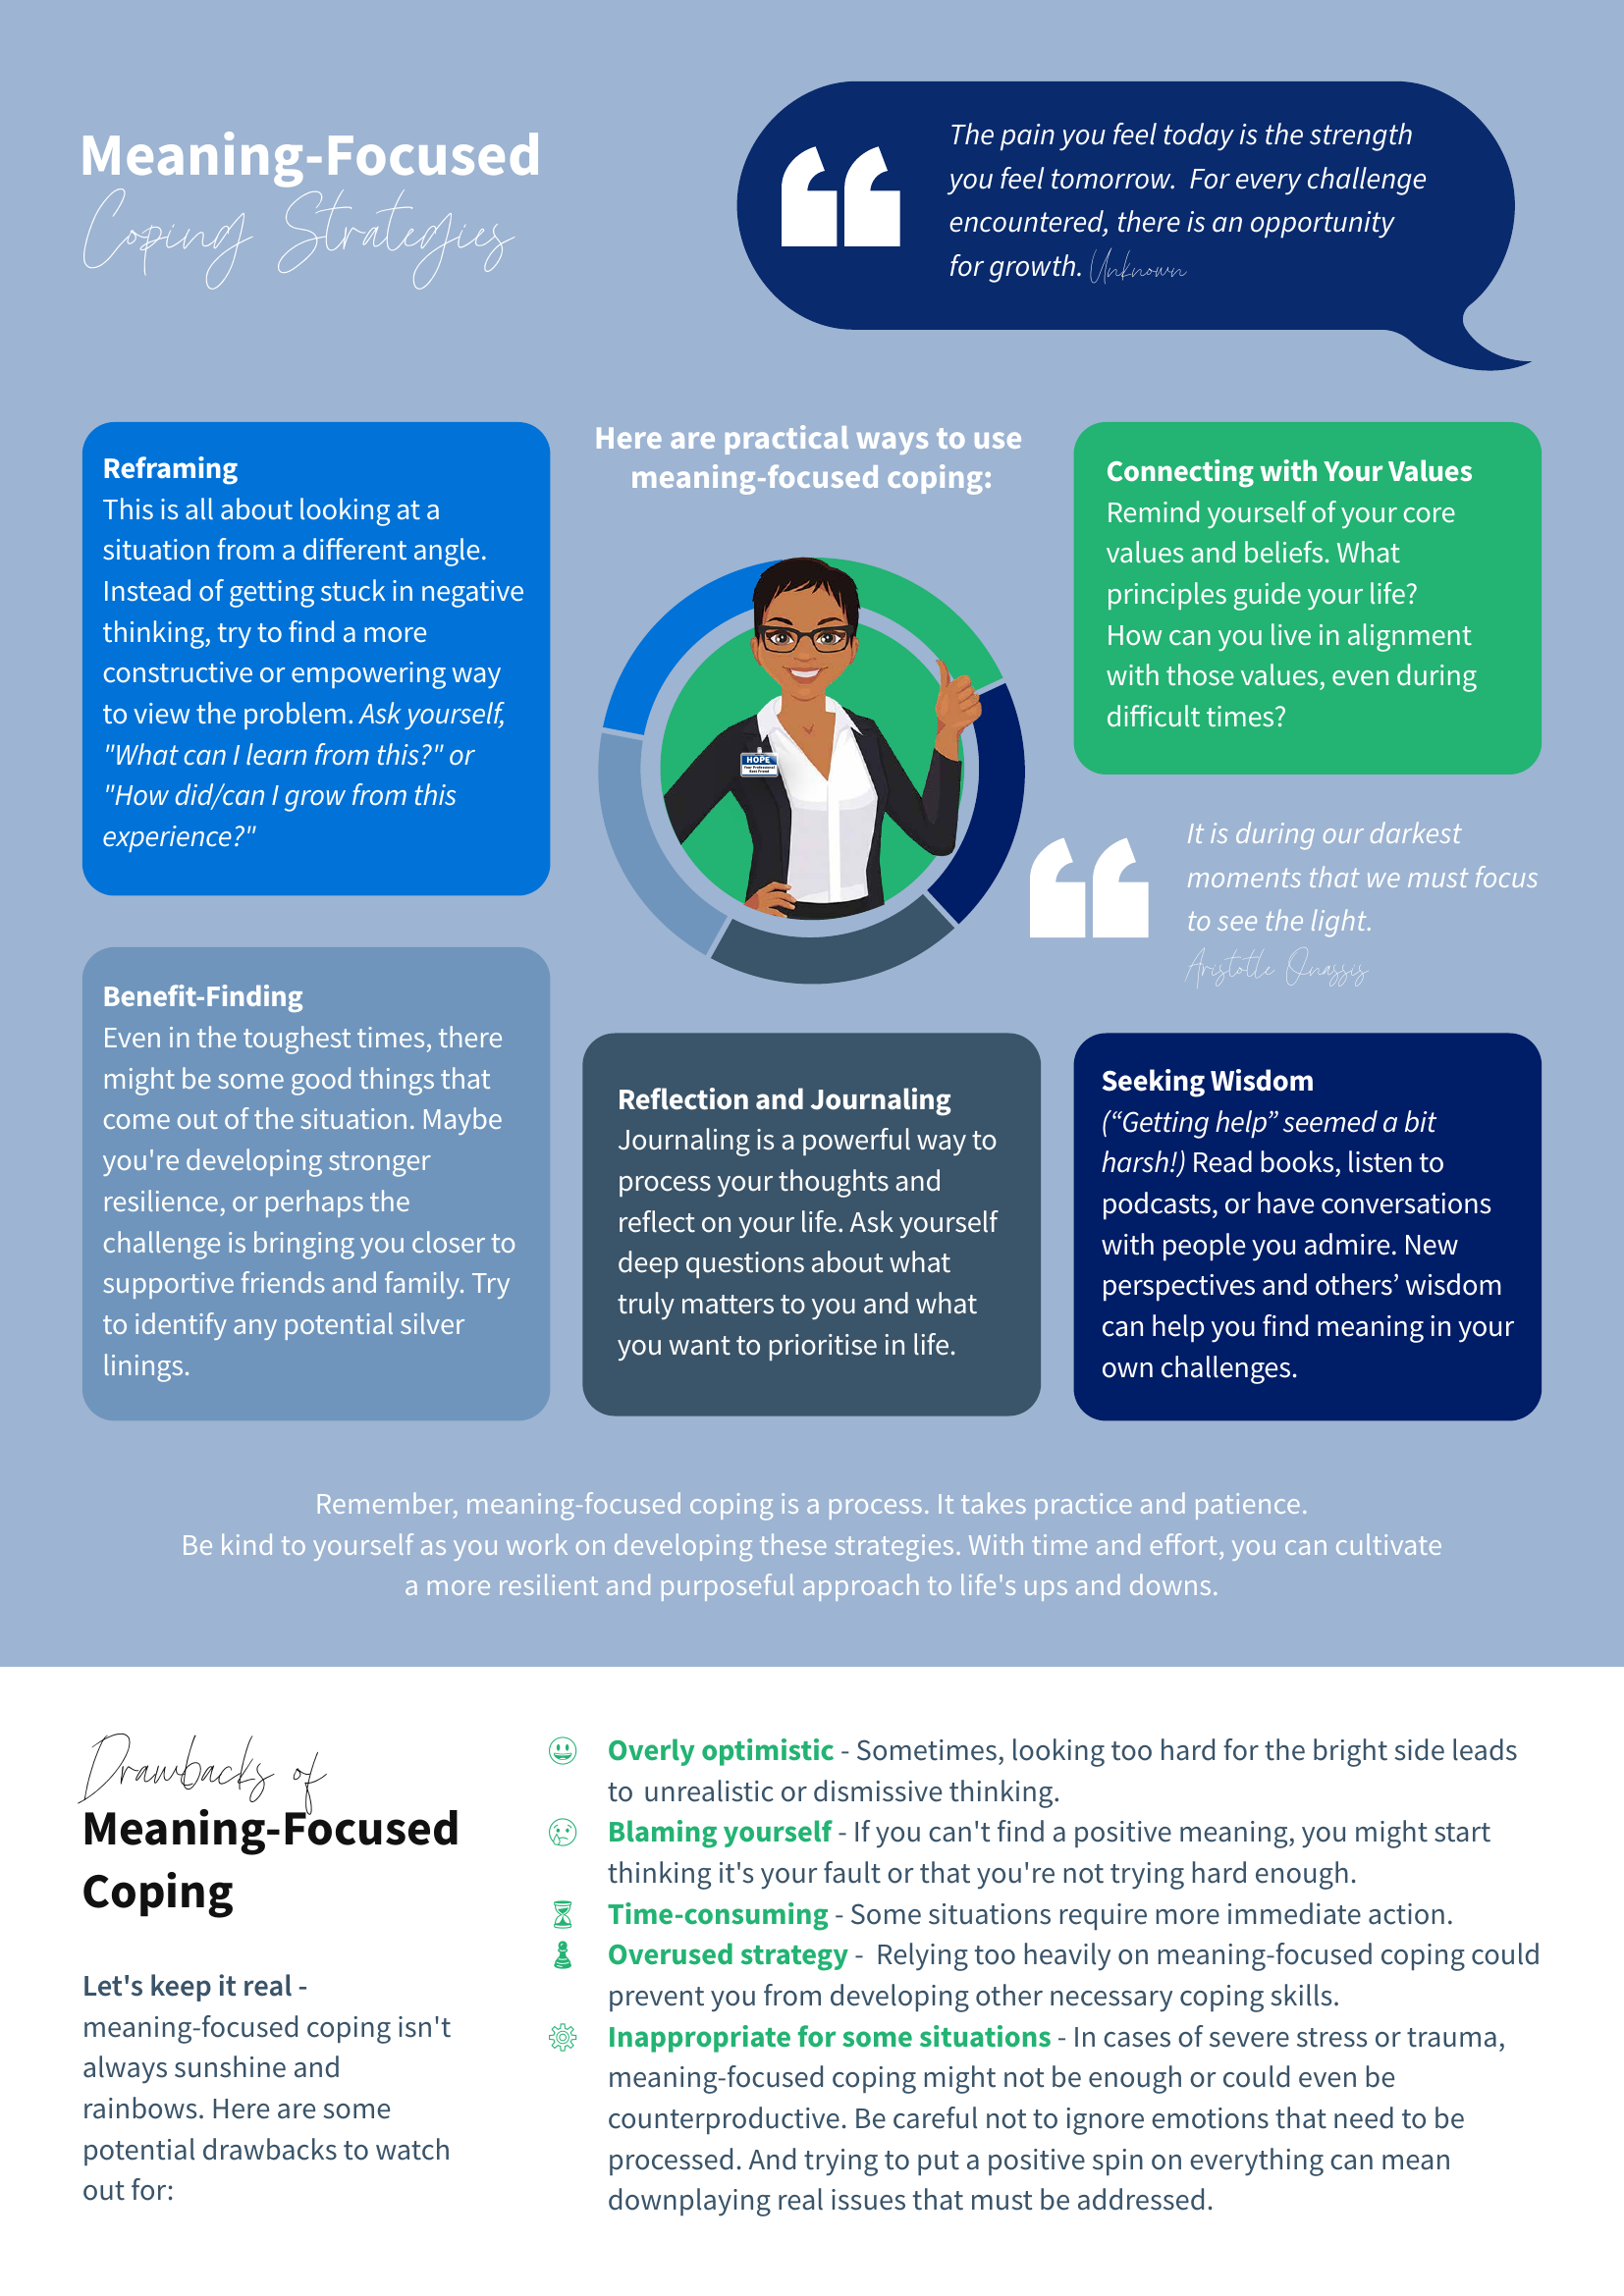 Meaning-Focused
Coping Strategies
The pain you feel today is the strength
you feel tomorrow.  For every challenge
encountered, there is an opportunity
for growth. Unknown
Here are practical ways to use
meaning-focused coping:
Reframing
This is all about looking at a
situation from a different angle.
Instead of getting stuck in negative
thinking, try to find a more
constructive or empowering way
to view the problem. Ask yourself,
"What can I learn from this?" or
"How did/can I grow from this
experience?"
Connecting with Your Values
Remind yourself of your core
values and beliefs. What
principles guide your life?
How can you live in alignment
with those values, even during
difficult times?
HOPE
Your Professional
Best Friend
It is during our darkest
moments that we must focus
to see the light.
Aristotle Onassis
Benefit-Finding
Even in the toughest times, there
might be some good things that
come out of the situation. Maybe
you're developing stronger
resilience, or perhaps the
challenge is bringing you closer to
supportive friends and family. Try
to identify any potential silver
linings.
Reflection and Journaling
Journaling is a powerful way to
process your thoughts and
reflect on your life. Ask yourself
deep questions about what
truly matters to you and what
you want to prioritise in life.
Seeking Wisdom
(“Getting help” seemed a bit
harsh!) Read books, listen to
podcasts, or have conversations
with people you admire. New
perspectives and others’ wisdom
can help you find meaning in your
own challenges.
Remember, meaning-focused coping is a process. It takes practice and patience.
Be kind to yourself as you work on developing these strategies. With time and effort, you can cultivate
a more resilient and purposeful approach to life's ups and downs.
Drawbacks of
Meaning-Focused
Coping
Let's keep it real -
meaning-focused coping isn't
always sunshine and
rainbows. Here are some
potential drawbacks to watch
out for:
Overly optimistic - Sometimes, looking too hard for the bright side leads
to unrealistic or dismissive thinking.
Blaming yourself - If you can't find a positive meaning, you might start
thinking it's your fault or that you're not trying hard enough.
Time-consuming - Some situations require more immediate action.
Overused strategy -  Relying too heavily on meaning-focused coping could
prevent you from developing other necessary coping skills.
Inappropriate for some situations - In cases of severe stress or trauma,
meaning-focused coping might not be enough or could even be
counterproductive. Be careful not to ignore emotions that need to be
processed. And trying to put a positive spin on everything can mean
downplaying real issues that must be addressed.